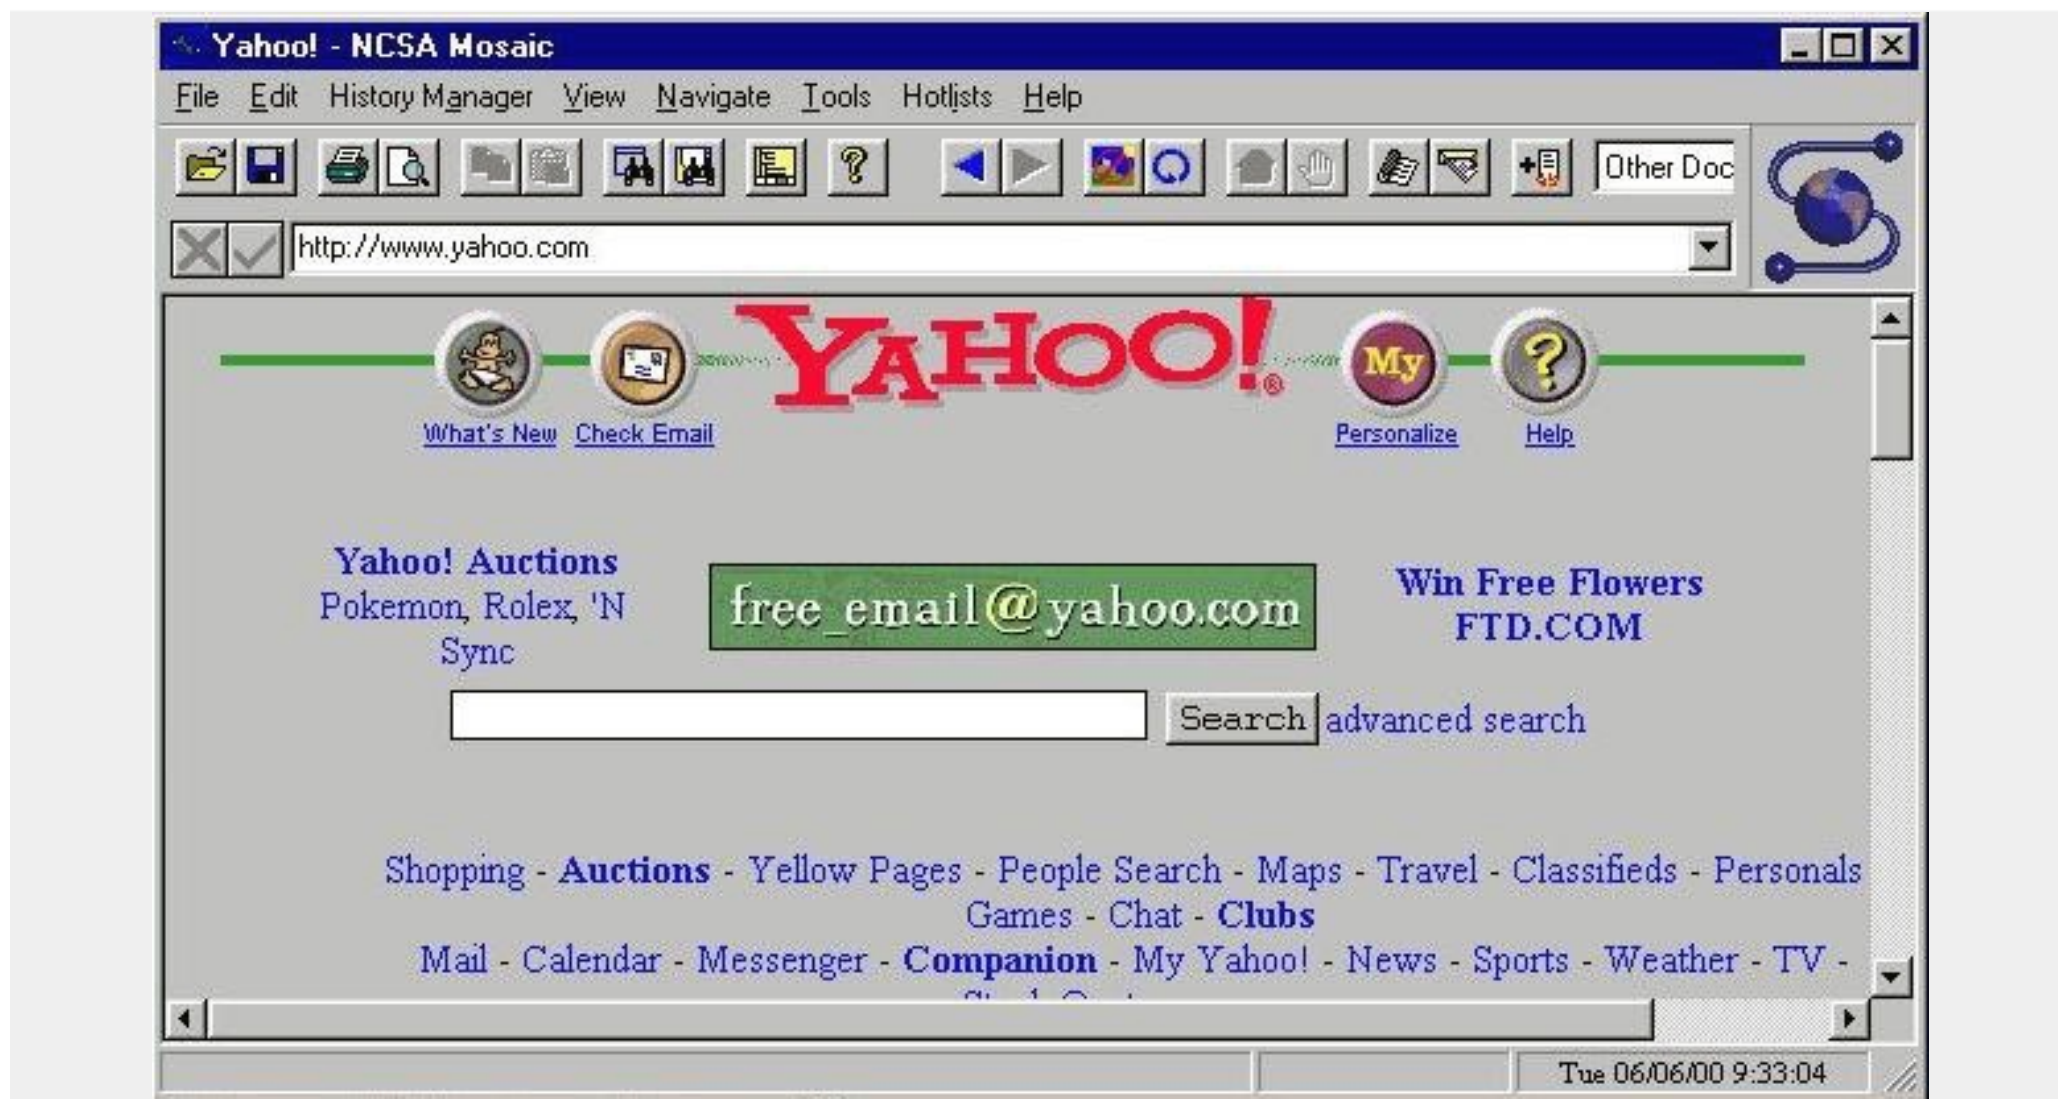 Yahoo! - NCSA Mosaic
File Edit History Manager View Navigate Tools Hotlists Help
Other Doc
http://www.yahoo.com
YAHOO!®
My
What's New Check Email Personalize Help
Yahoo! Auctions
Pokemon, Rolex, 'N
Sync
free_email@yahoo.com
Win Free Flowers
FTD.COM
Search advanced search
Shopping - Auctions - Yellow Pages - People Search - Maps - Travel - Classifieds - Personals
Games - Chat - Clubs
Mail - Calendar - Messenger - Companion - My Yahoo! - News - Sports - Weather - TV -
Tue 06/06/00 9:33:04